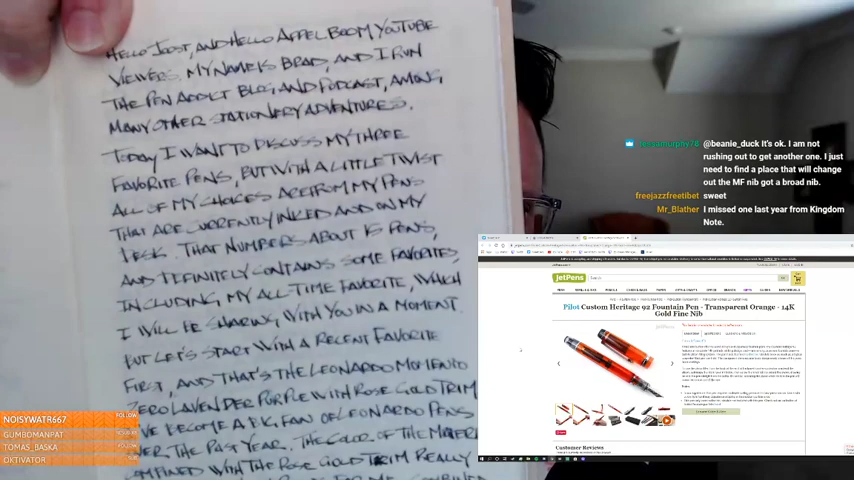 HELLO JOOST, AND HELLO APPELBOOM YOUTUBE
VIEWERS. MY NAME IS BRAD, AND I RUN
THE PEN ADDICT BLOG AND PODCAST, AMONG
MANY OTHER STATIONERY ADVENTURES.
TODAY I WANT TO DISCUSS MY THREE
FAVORITE PENS, BUT WITH A LITTLE TWIST
ALL OF MY CHOICES ARE FROM MY PENS
THAT ARE CURRENTLY INKED AND ON MY
DESK. THAT NUMBERS ABOUT 15 PENS,
AND DEFINITELY CONTAINS SOME FAVORITES,
INCLUDING MY ALL TIME FAVORITE, WHICH
I WILL BE SHARING WITH YOU IN A MOMENT.
BUT LET'S START WITH A RECENT FAVORITE
FIRST, AND THAT'S THE LEONARDO MOMENTO
ZERO LAVENDER PURPLE WITH ROSE GOLD TRIM
I'VE BECOME A BIG FAN OF LEONARDO PENS
OVER THE PAST YEAR. THE COLOR OF THE MATERIAL
COMBINED WITH THE ROSE GOLD TRIM REALLY
@beanie_duck It's ok. I am not
rushing out to get another one. I just
need to find a place that will change
out the MF nib got a broad nib.
freejazzfreetibet sweet
Mr_Blather I missed one last year from Kingdom
Note.
JetPens
Pilot Custom Heritage 92 Fountain Pen - Transparent Orange - 14K
Gold Fine Nib
Customer Reviews
NOISYWATR667 FOLLOW
GUMBOMANPAT
TOMAS_BASKA
OKTIVATOR